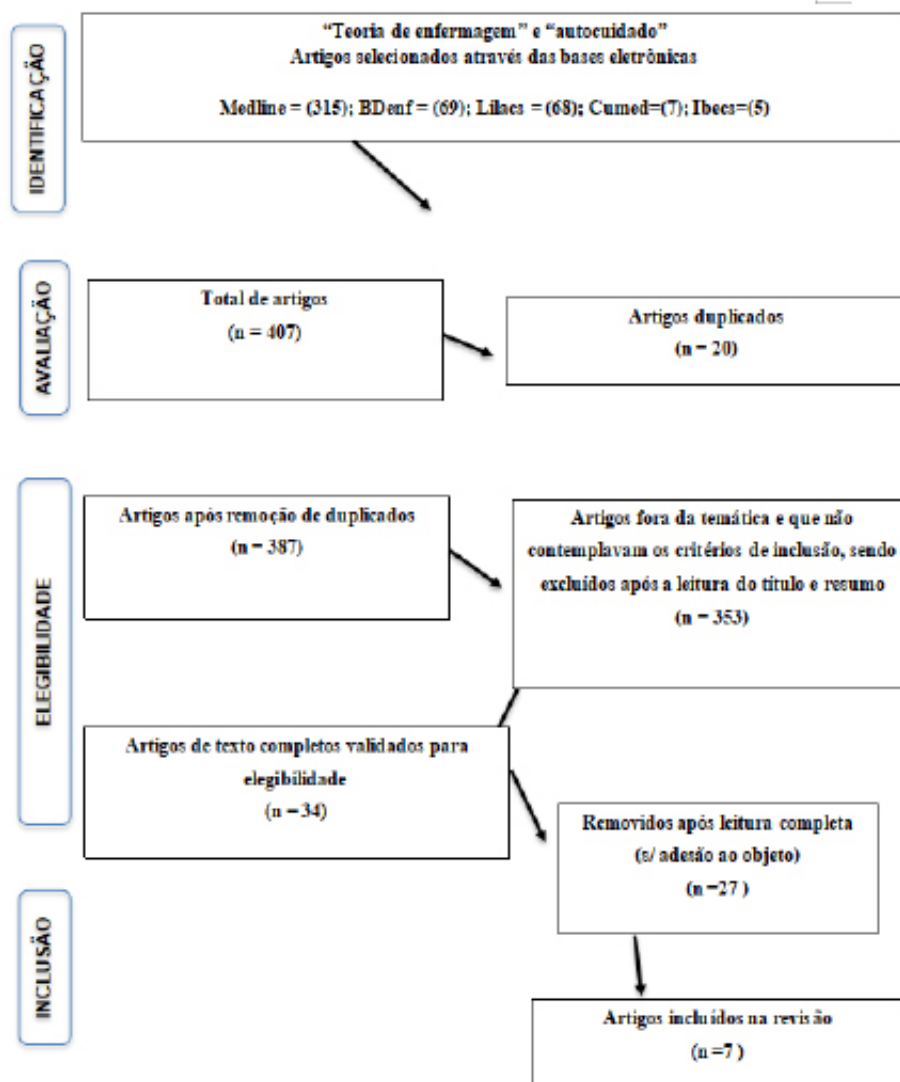 IDENTIFICAÇÃO
“Teoria de enfermagem” e “autocuidado”
Artigos selecionados através das bases eletrônicas
Medline = (315); BDenf = (69); Lilacs = (68); Cumed=(7); Ibecs=(5)
AVALIAÇÃO
Total de artigos
(n = 407)
Artigos duplicados
(n = 20)
ELEGIBILIDADE
Artigos após remoção de duplicados
(n = 387)
Artigos fora da temática e que não
contemplavam os critérios de inclusão, sendo
excluídos após a leitura do título e resumo
(n = 353)
Artigos de texto completos validados para
elegibilidade
(n = 34)
Removidos após leitura completa
(s/ adesão ao objeto)
(n =27 )
INCLUSÃO
Artigos incluídos na revisão
(n =7 )